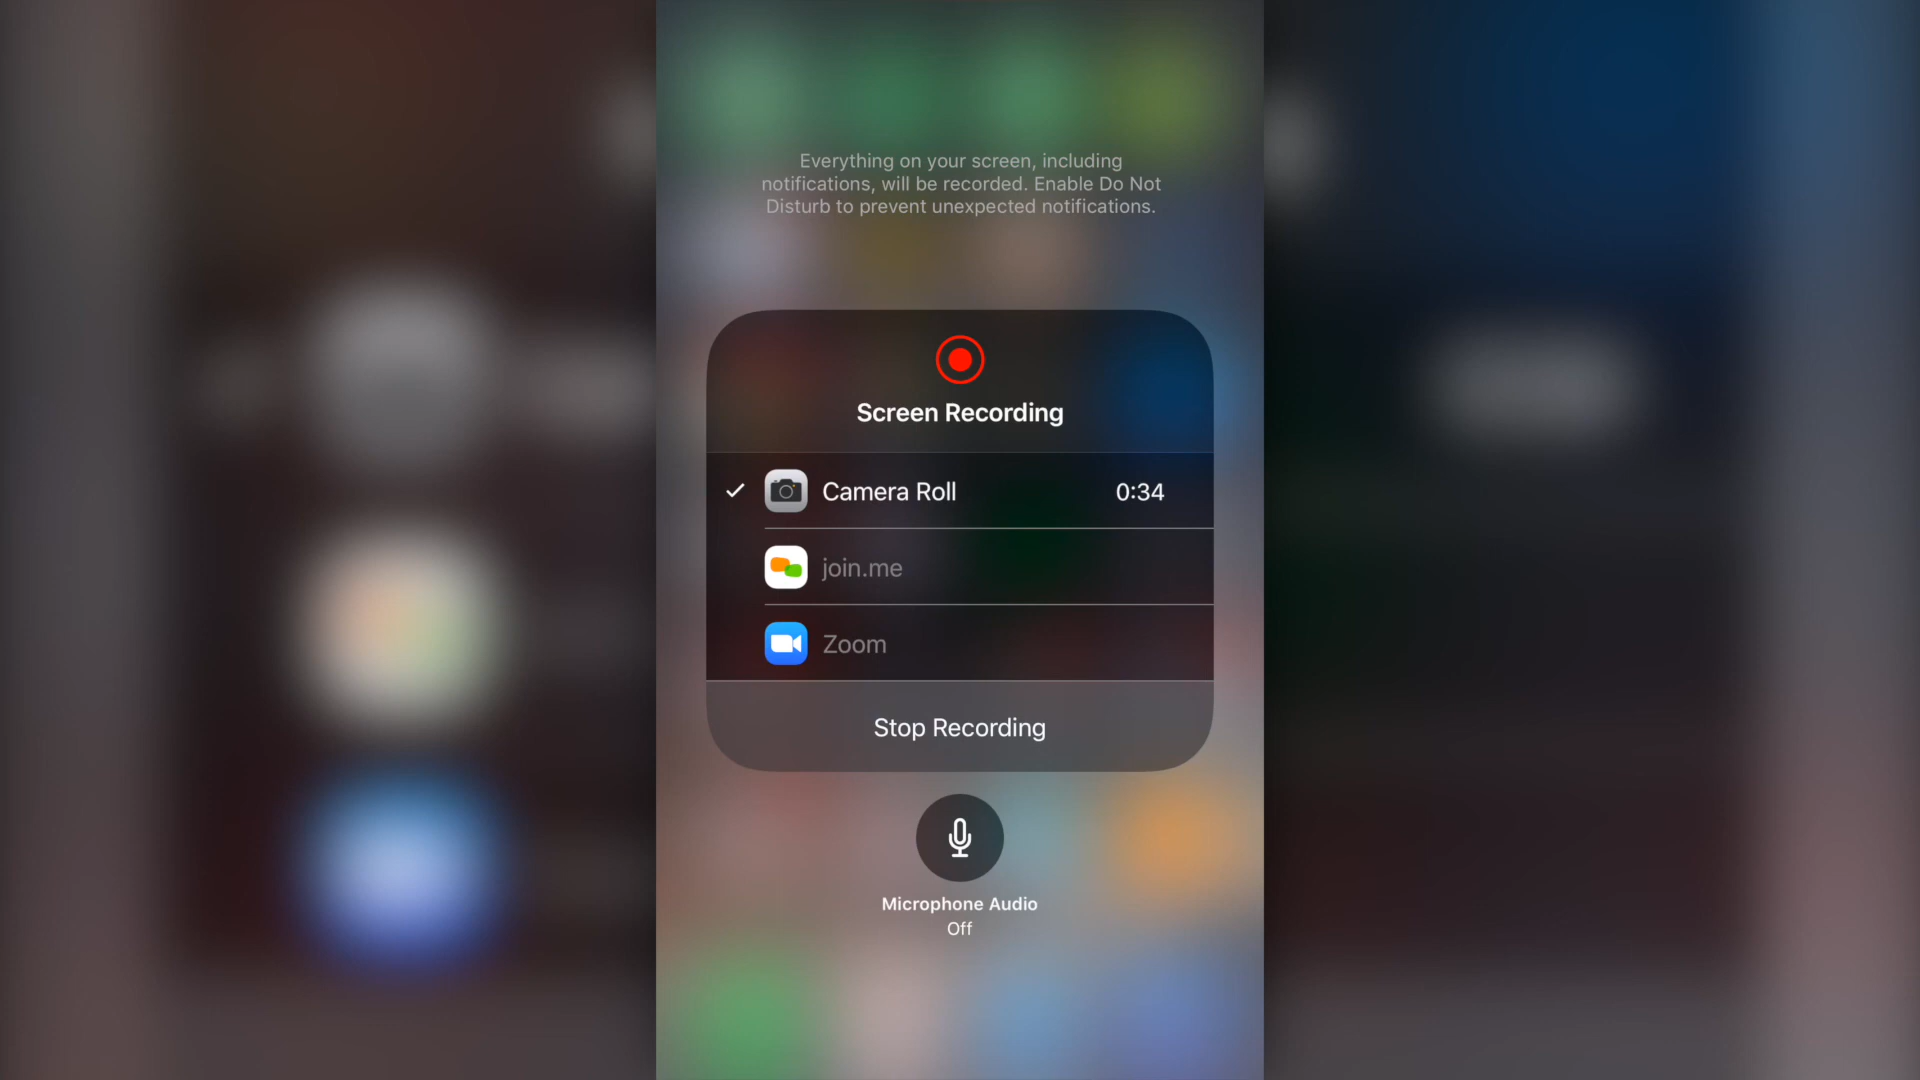 Everything on your screen, including
notifications, will be recorded. Enable Do Not
Disturb to prevent unexpected notifications.
Screen Recording
Camera Roll 0:34
join.me
Zoom
Stop Recording
Microphone Audio
Off